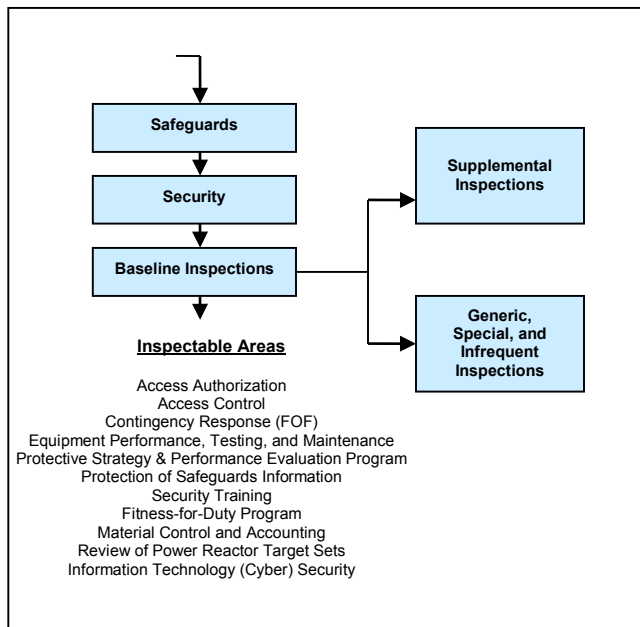 Safeguards
Security
Baseline Inspections
Supplemental
Inspections
Generic,
Special, and
Infrequent
Inspections
Inspectable Areas
Access Authorization
Access Control
Contingency Response (FOF)
Equipment Performance, Testing, and Maintenance
Protective Strategy & Performance Evaluation Program
Protection of Safeguards Information
Security Training
Fitness-for-Duty Program
Material Control and Accounting
Review of Power Reactor Target Sets
Information Technology (Cyber) Security